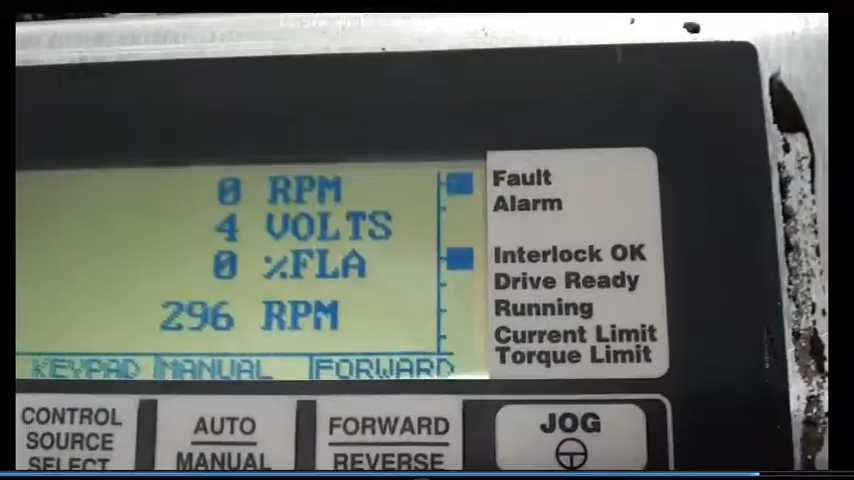 0 RPM
4 VOLTS
0 %FLA
296 RPM
KEYPAD MANUAL FORWARD
Fault
Alarm
Interlock OK
Drive Ready
Running
Current Limit
Torque Limit
CONTROL
SOURCE
SELECT
AUTO
MANUAL
FORWARD
REVERSE
JOG